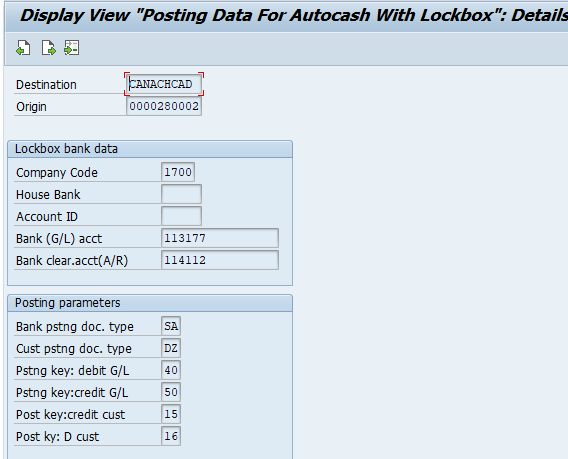 Display View "Posting Data For Autocash With Lockbox": Details
Destination CANACHCAD
Origin 0000280002
Lockbox bank data
Company Code 1700
House Bank
Account ID
Bank (G/L) acct 113177
Bank clear.acct(A/R) 114112
Posting parameters
Bank pstng doc. type SA
Cust pstng doc. type DZ
Pstng key: debit G/L 40
Pstng key:credit G/L 50
Post key:credit cust 15
Post ky: D cust 16